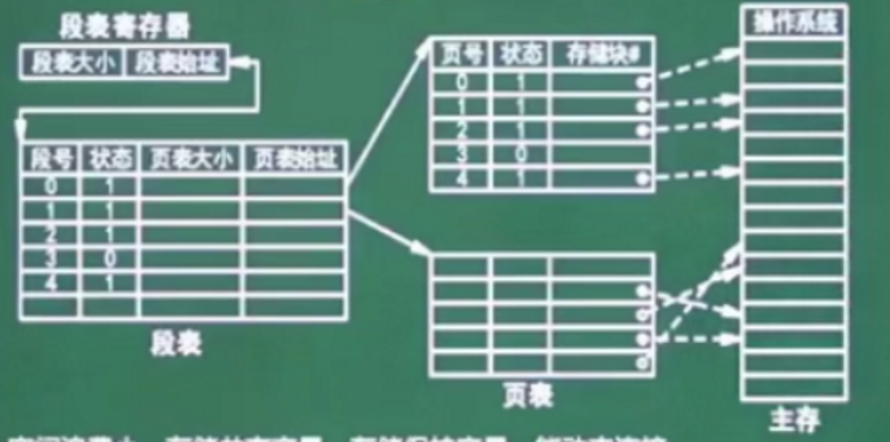 段表寄存器
段表大小 段表始址
段号 状态 页表大小 页表始址
0 1
1 1
2 1
3 0
4 1
段表
页号 状态 存储块#
0 1
1 1
2 1
3 0
4 1
页表
操作系统
主存